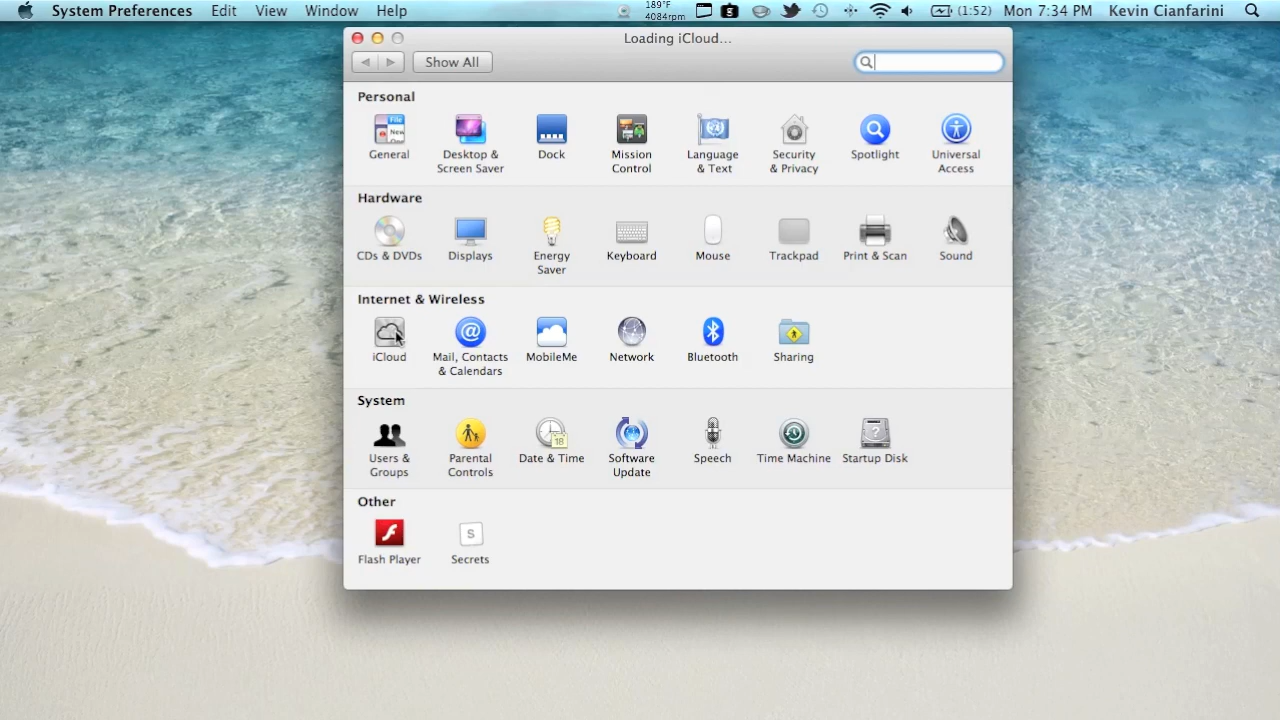 System Preferences Edit View Window Help 189°F 4084rpm (1:52) Mon 7:34 PM Kevin Cianfarini
Loading iCloud...
Show All
Personal
General
Desktop & Screen Saver
Dock
Mission Control
Language & Text
Security & Privacy
Spotlight
Universal Access
Hardware
CDs & DVDs
Displays
Energy Saver
Keyboard
Mouse
Trackpad
Print & Scan
Sound
Internet & Wireless
iCloud
Mail, Contacts & Calendars
MobileMe
Network
Bluetooth
Sharing
System
Users & Groups
Parental Controls
Date & Time
Software Update
Speech
Time Machine
Startup Disk
Other
Flash Player
Secrets